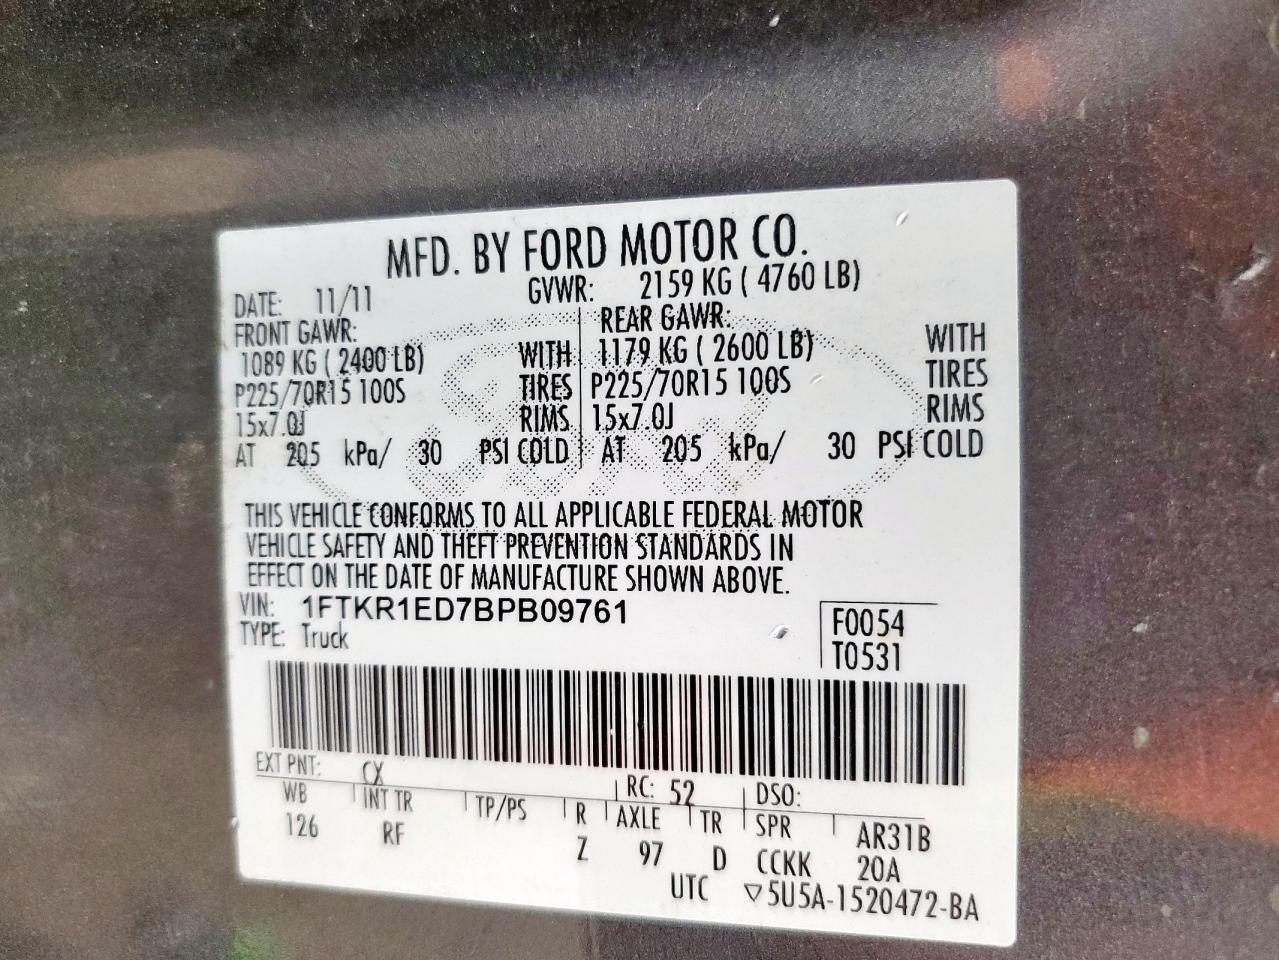 MFD. BY FORD MOTOR CO.
DATE: 11/11 GVWR: 2159 KG ( 4760 LB)
FRONT GAWR: REAR GAWR:
1089 KG ( 2400 LB) WITH 1179 KG ( 2600 LB) WITH
P225/70R15 100S TIRES P225/70R15 100S TIRES
15x7.0J RIMS 15x7.0J RIMS
AT 205 kPa/ 30 PSI COLD AT 205 kPa/ 30 PSI COLD
THIS VEHICLE CONFORMS TO ALL APPLICABLE FEDERAL MOTOR
VEHICLE SAFETY AND THEFT PREVENTION STANDARDS IN
EFFECT ON THE DATE OF MANUFACTURE SHOWN ABOVE.
VIN: 1FTKR1ED7BPB09761 F0054
TYPE: Truck T0531
EXT PNT: CX RC: 52 DSO:
WB INT TR TP/PS R AXLE TR SPR AR31B
126 RF Z 97 D CCKK 20A
UTC ▽5U5A-1520472-BA